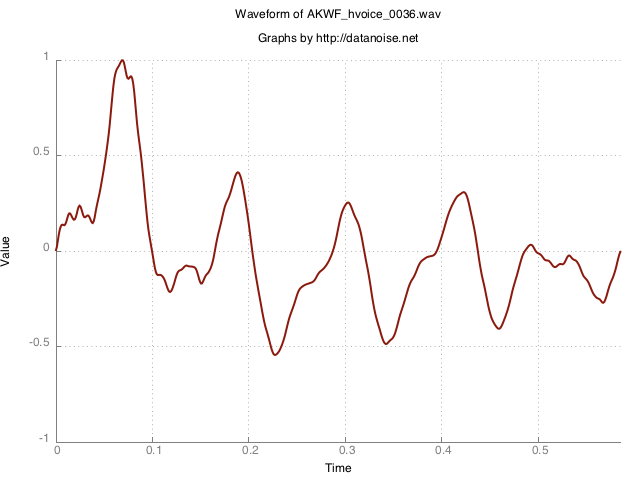 Waveform of AKWF_hvoice_0036.wav
Graphs by http://datanoise.net
1
0.5
0
-0.5
-1
Value
0 0.1 0.2 0.3 0.4 0.5
Time